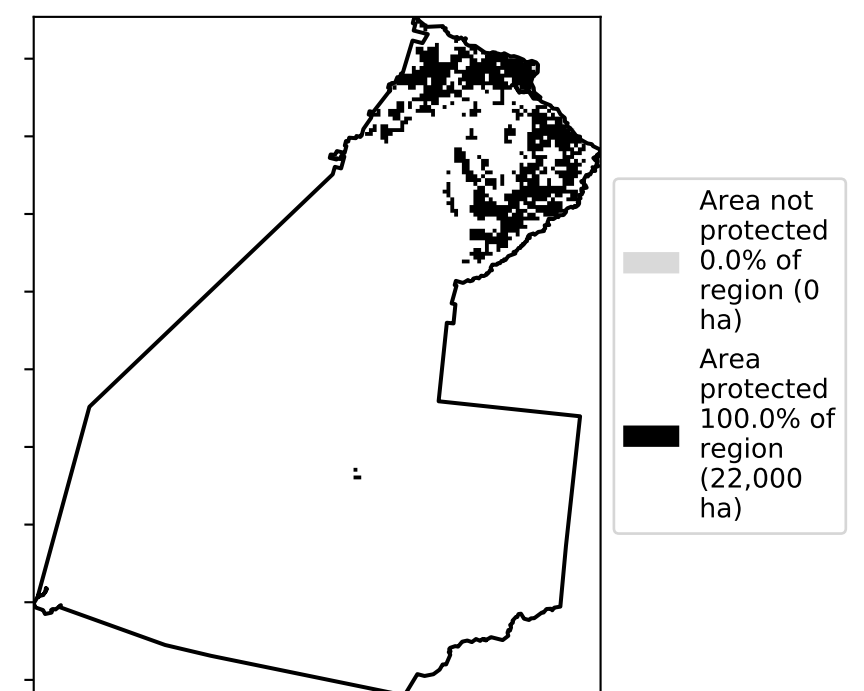 Area not
protected
0.0% of
region (0
ha)
Area
protected
100.0% of
region
(22,000
ha)